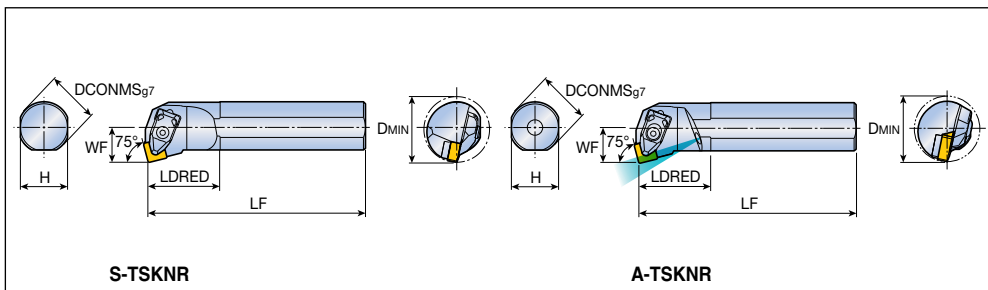 DCONMSg7
WF
75°
H
LDRED
LF
DMIN
S-TSKNR
DCONMSg7
WF
75°
H
LDRED
LF
DMIN
A-TSKNR